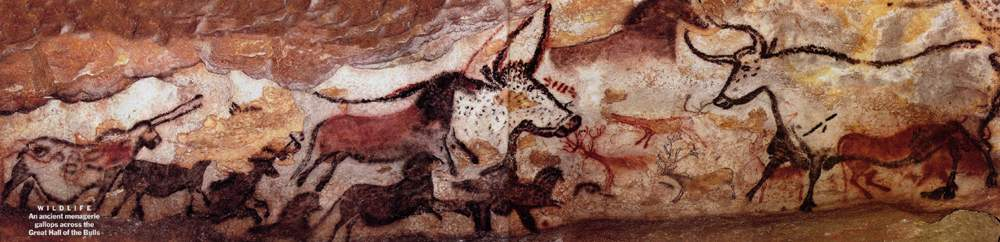 WILDLIFE
An ancient menagerie
gallops across the
Great Hall of the Bulls